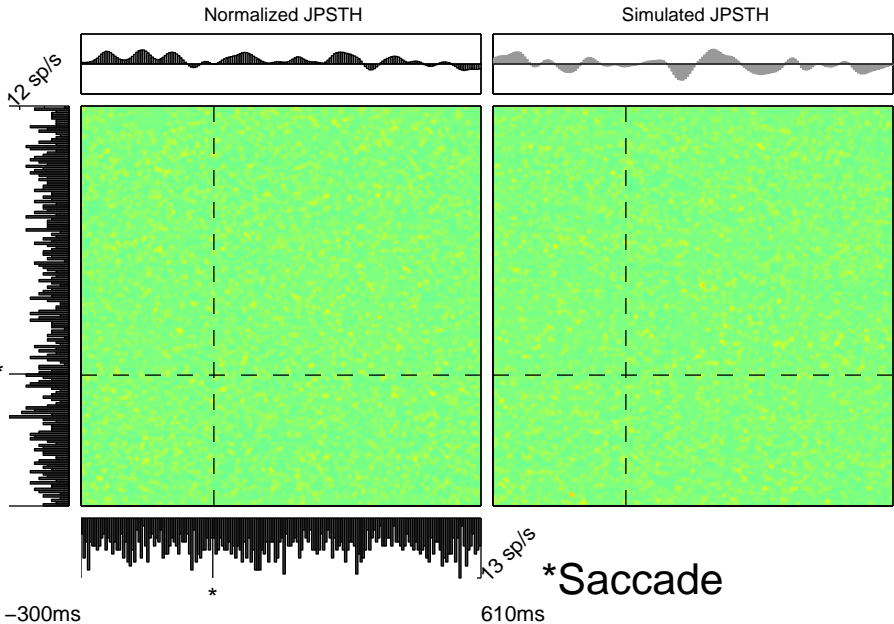 Normalized JPSTH
Simulated JPSTH
12 sp/s
*
13 sp/s
*Saccade
*
−300ms
610ms